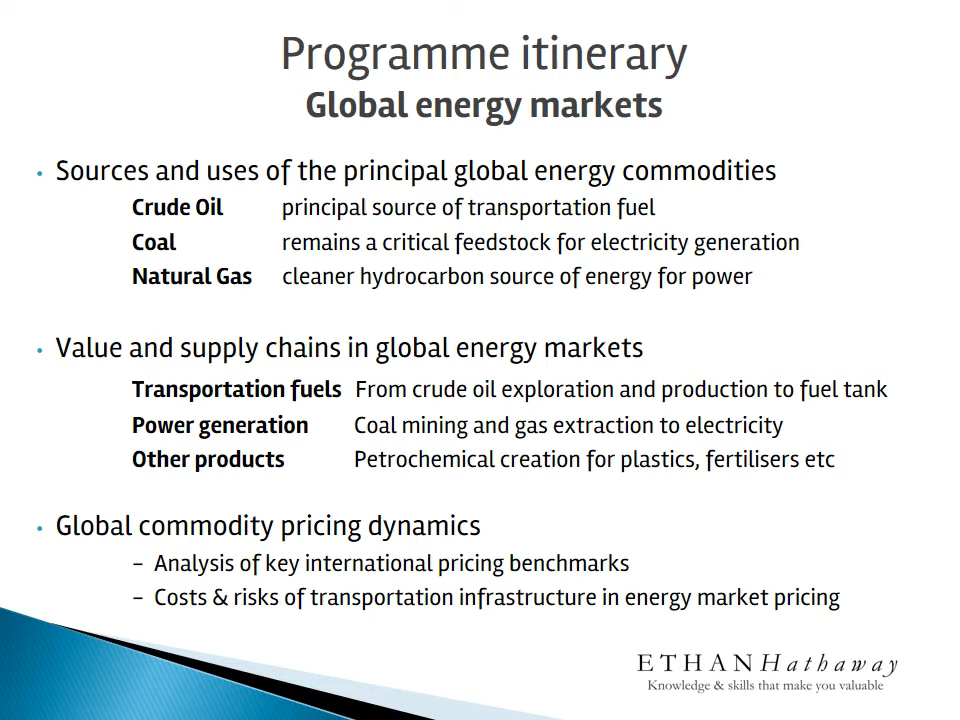 Programme itinerary
Global energy markets
• Sources and uses of the principal global energy commodities
Crude Oil principal source of transportation fuel
Coal remains a critical feedstock for electricity generation
Natural Gas cleaner hydrocarbon source of energy for power
• Value and supply chains in global energy markets
Transportation fuels From crude oil exploration and production to fuel tank
Power generation Coal mining and gas extraction to electricity
Other products Petrochemical creation for plastics, fertilisers etc
• Global commodity pricing dynamics
– Analysis of key international pricing benchmarks
– Costs & risks of transportation infrastructure in energy market pricing
ETHANHathaway
Knowledge & skills that make you valuable